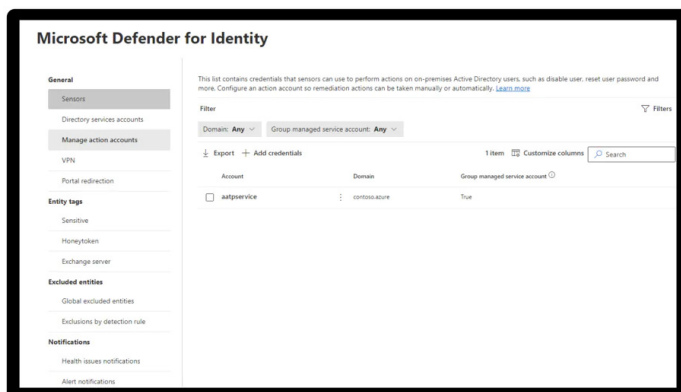 Microsoft Defender for Identity
General
Sensors
Directory services accounts
Manage action accounts
VPN
Portal redirection
Entity tags
Sensitive
Honeytoken
Exchange server
Excluded entities
Global excluded entities
Exclusions by detection rule
Notifications
Health issues notifications
Alert notifications
This list contains credentials that sensors can use to perform actions on on-premises Active Directory users, such as disable user, reset user password and
more. Configure an action account so remediation actions can be taken manually or automatically. Learn more
Filter
Filters
Domain: Any Group managed service account: Any
Export Add credentials 1 item Customize columns Search
Account Domain Group managed service account
aatpservice contoso.azure True